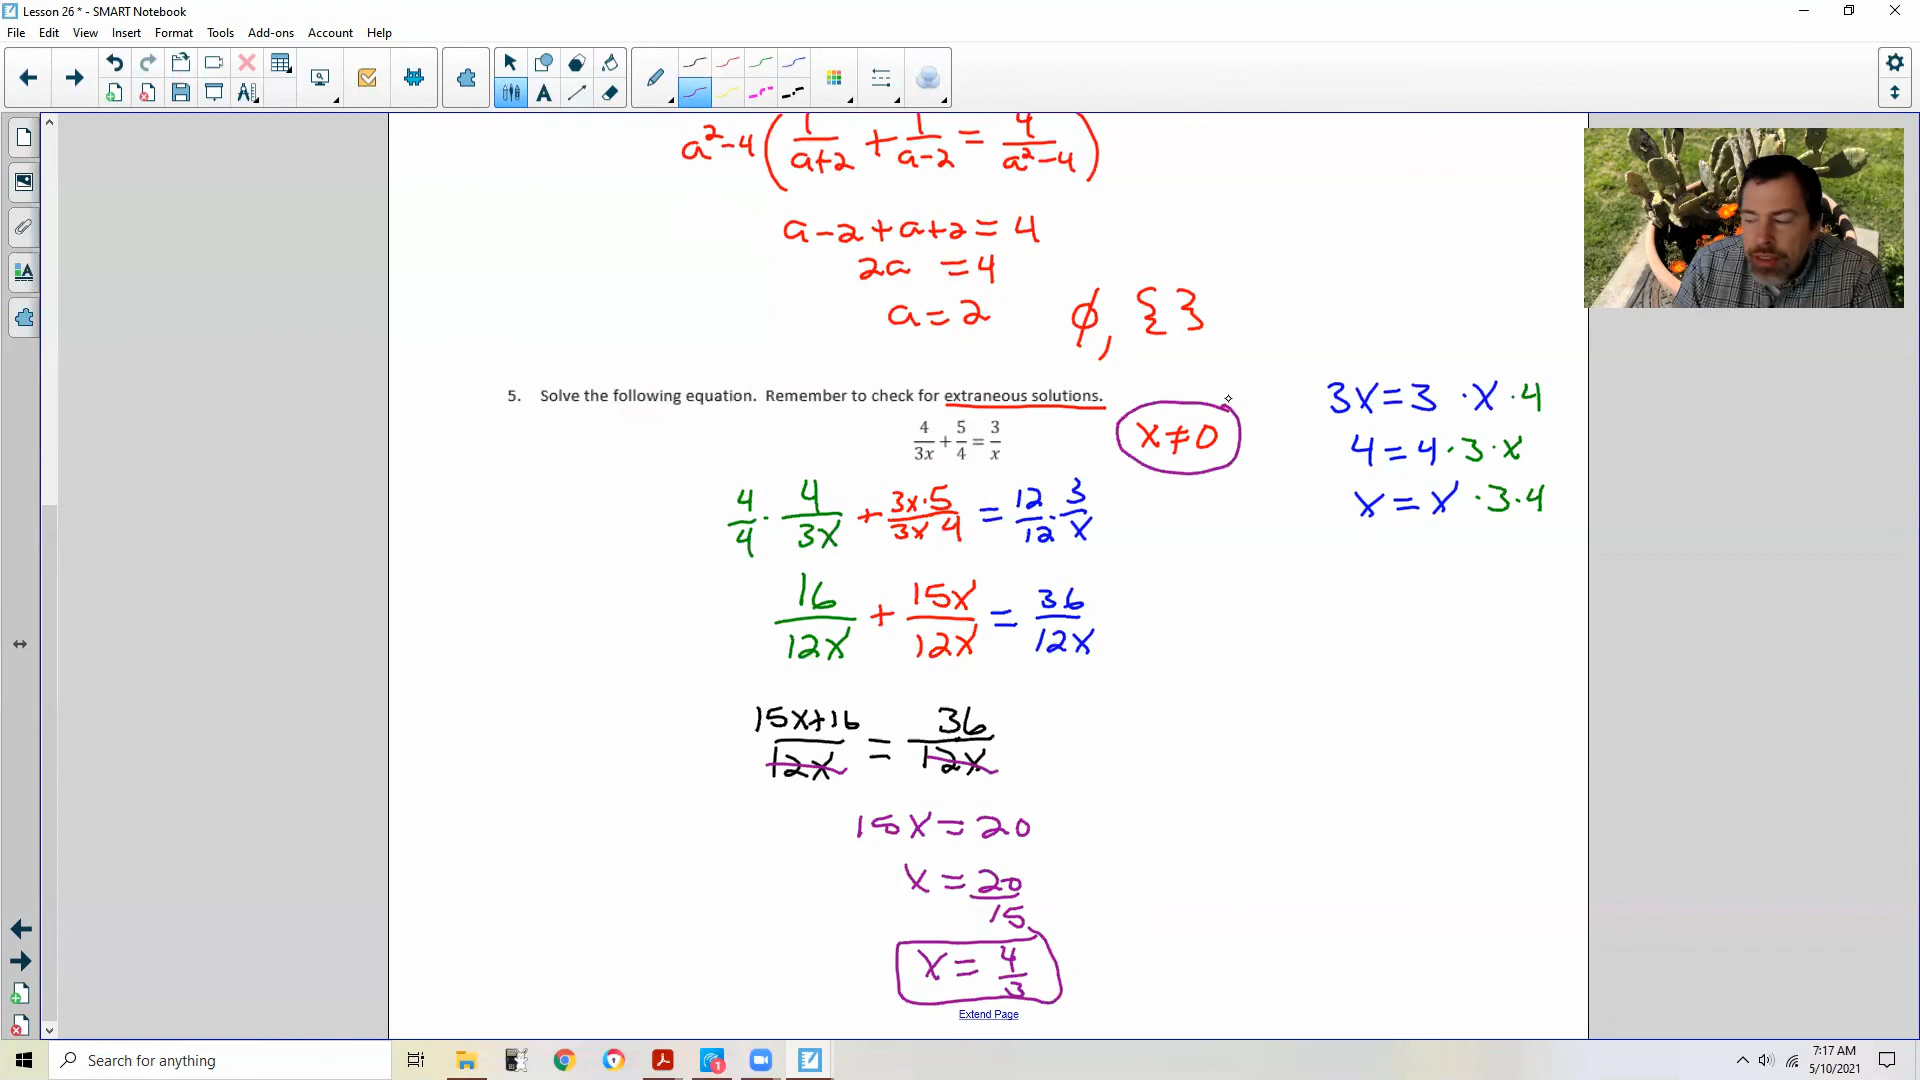 Lesson 26 * - SMART Notebook
File Edit View Insert Format Tools Add-ons Account Help
a²-4 ( 1/(a+2) + 1/(a-2) = 4/(a²-4) )
a-2+a+2=4
2a = 4
a=2 ϕ, { }
5. Solve the following equation. Remember to check for extraneous solutions.
4/3x + 5/4 = 3/x
x≠0
3x=3 ·x·4
4=4·3·x
x=x·3·4
4/4 · 4/3x + 3x·5/3x·4 = 12/12 · 3/x
16/12x + 15x/12x = 36/12x
15x+16/12x = 36/12x
15x=20
x=20/15
x=4/3
Extend Page
Search for anything
1
7:17 AM
5/10/2021